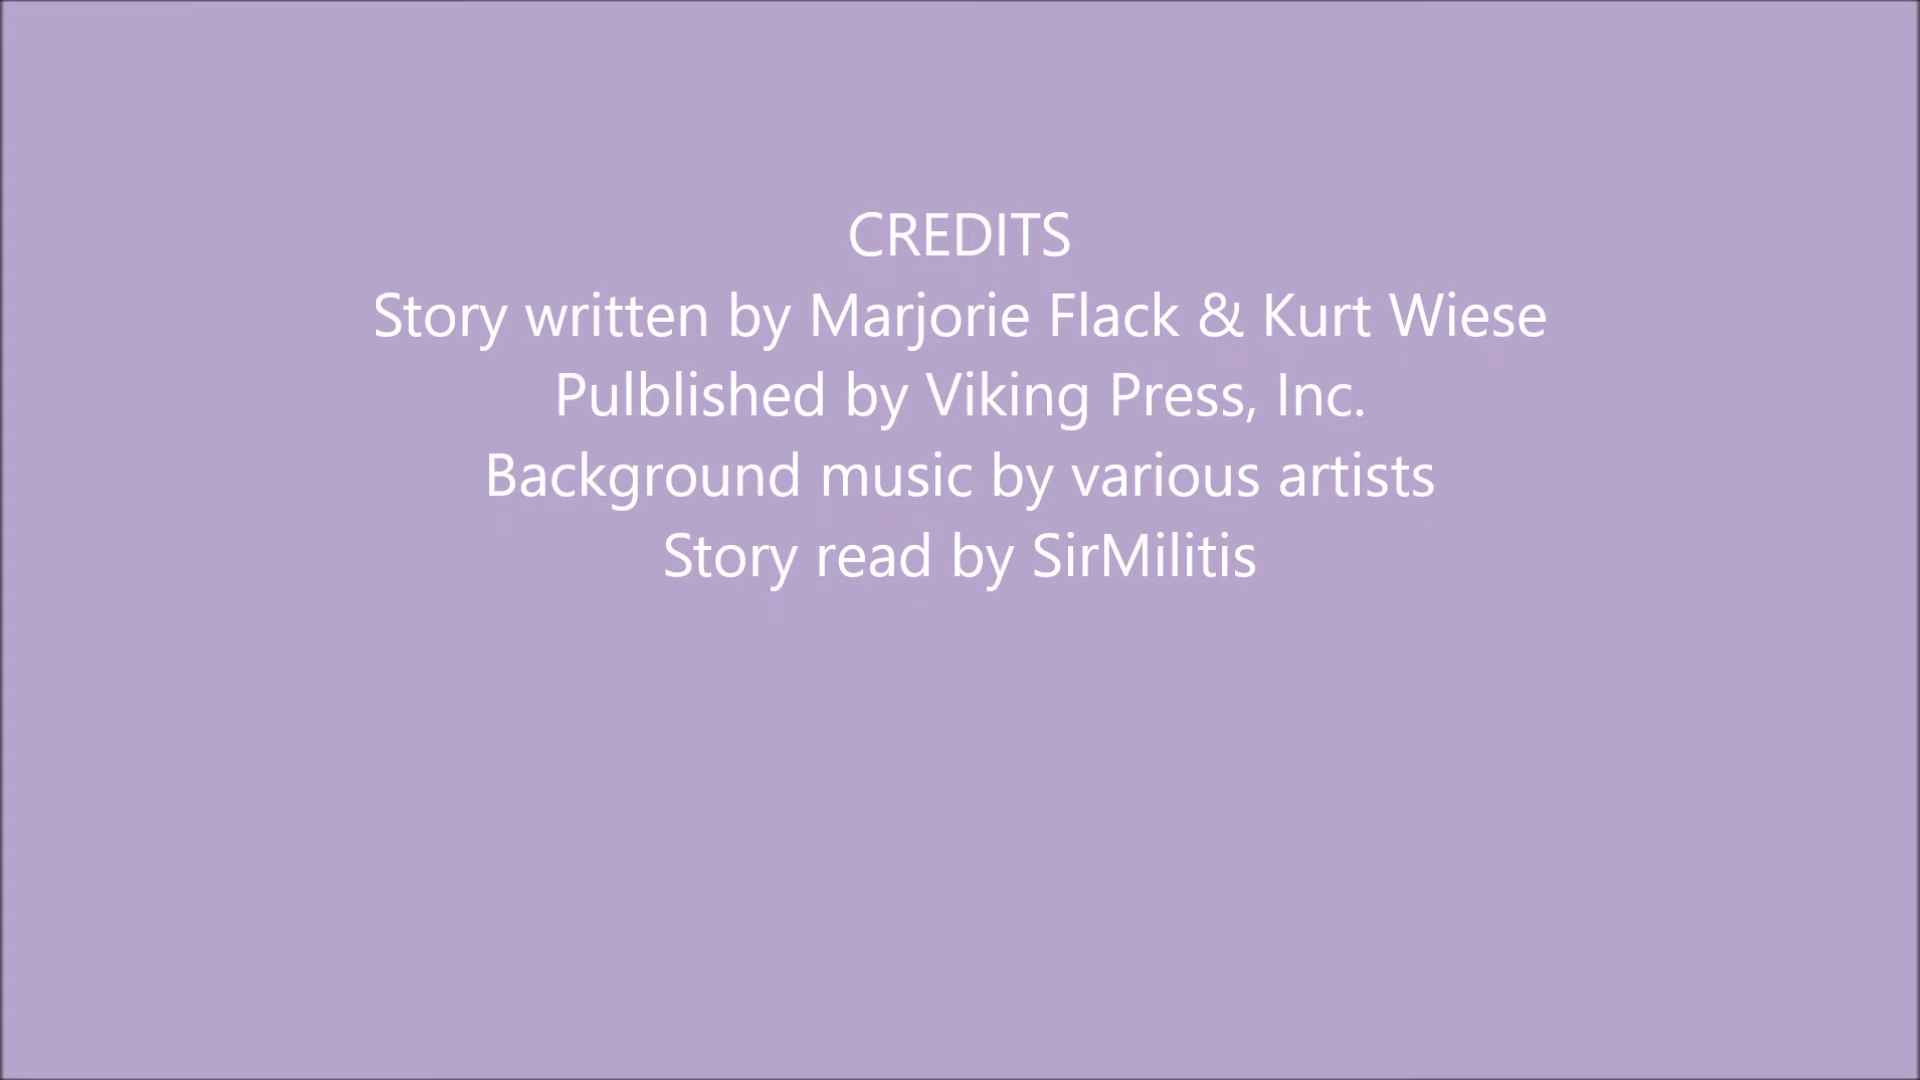 CREDITS
Story written by Marjorie Flack & Kurt Wiese
Pulblished by Viking Press, Inc.
Background music by various artists
Story read by SirMilitis